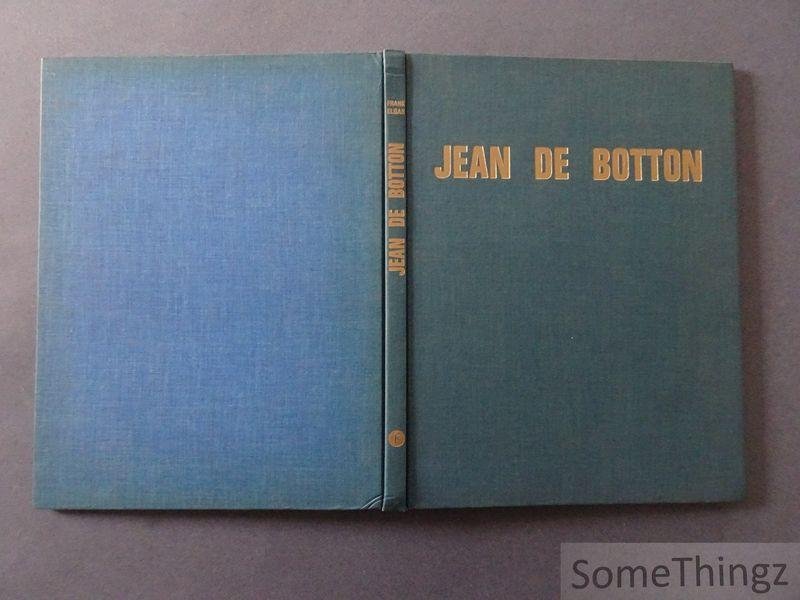 JEAN DE BOTTON
FRANK
ELGAR
JEAN DE BOTTON
SomeThingz